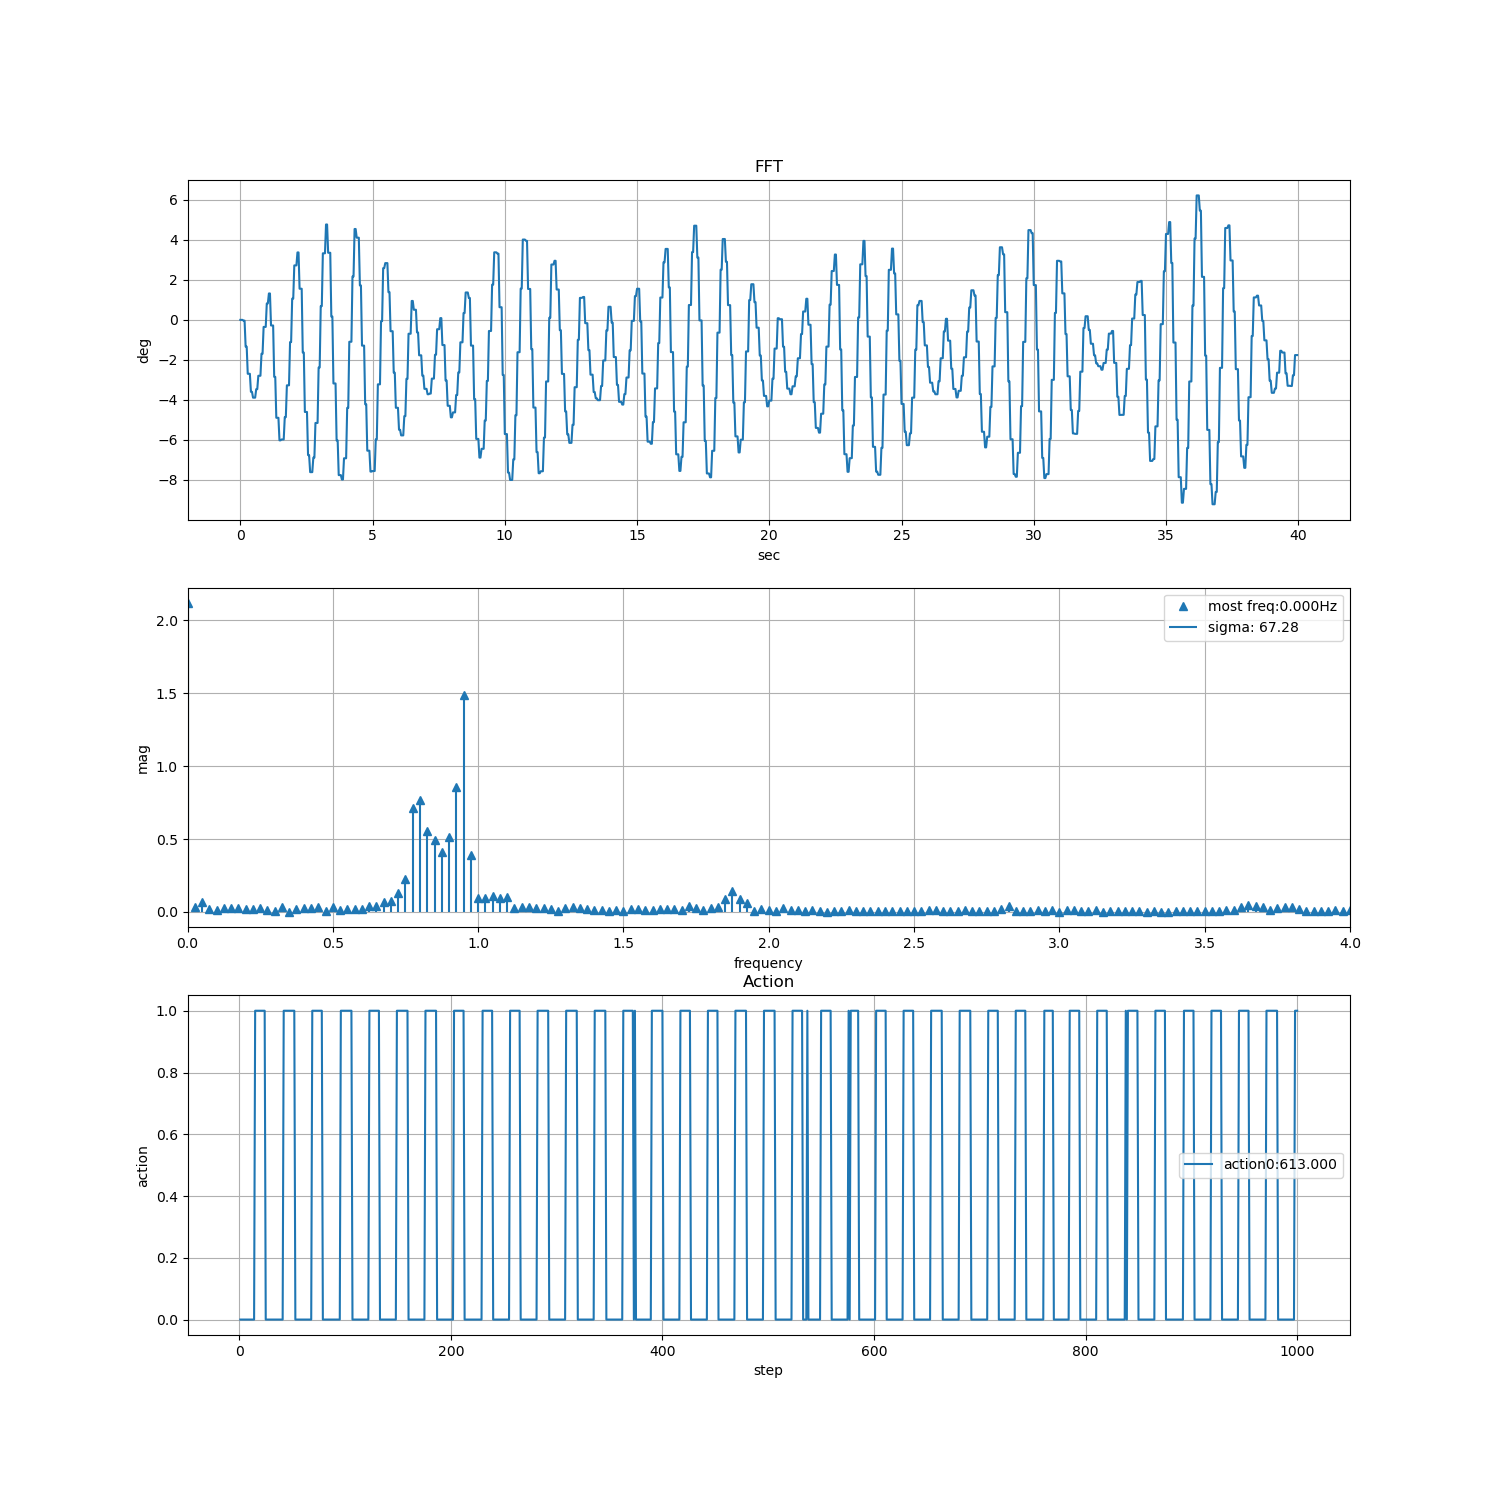 FFT
6
4
2
0
−2
−4
−6
−8
deg
0 5 10 15 20 25 30 35 40
sec
most freq:0.000Hz
sigma: 67.28
2.0
1.5
1.0
0.5
0.0
mag
0.0 0.5 1.0 1.5 2.0 2.5 3.0 3.5 4.0
frequency
Action
1.0
0.8
0.6
0.4
0.2
0.0
action
action0:613.000
0 200 400 600 800 1000
step